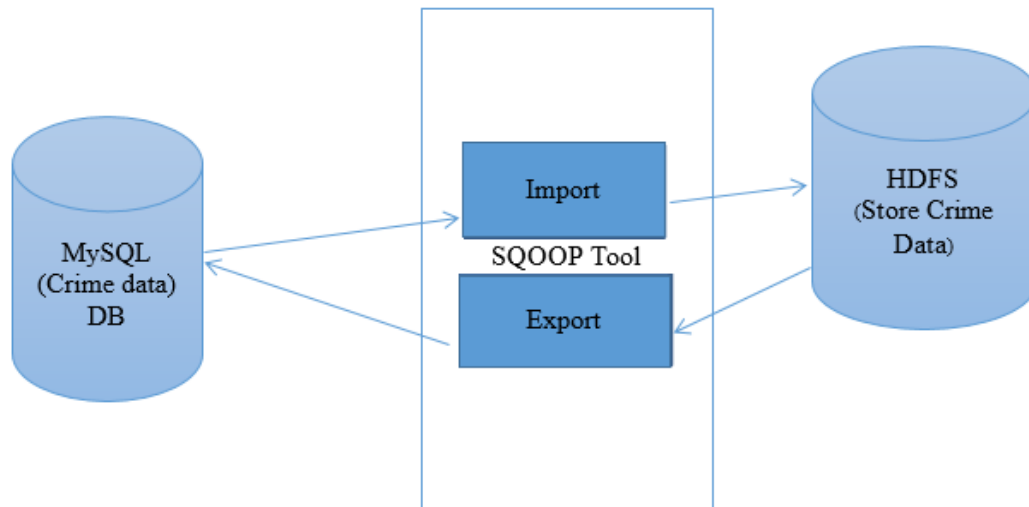 MySQL
(Crime data)
DB
Import
SQOOP Tool
Export
HDFS
(Store Crime
Data)